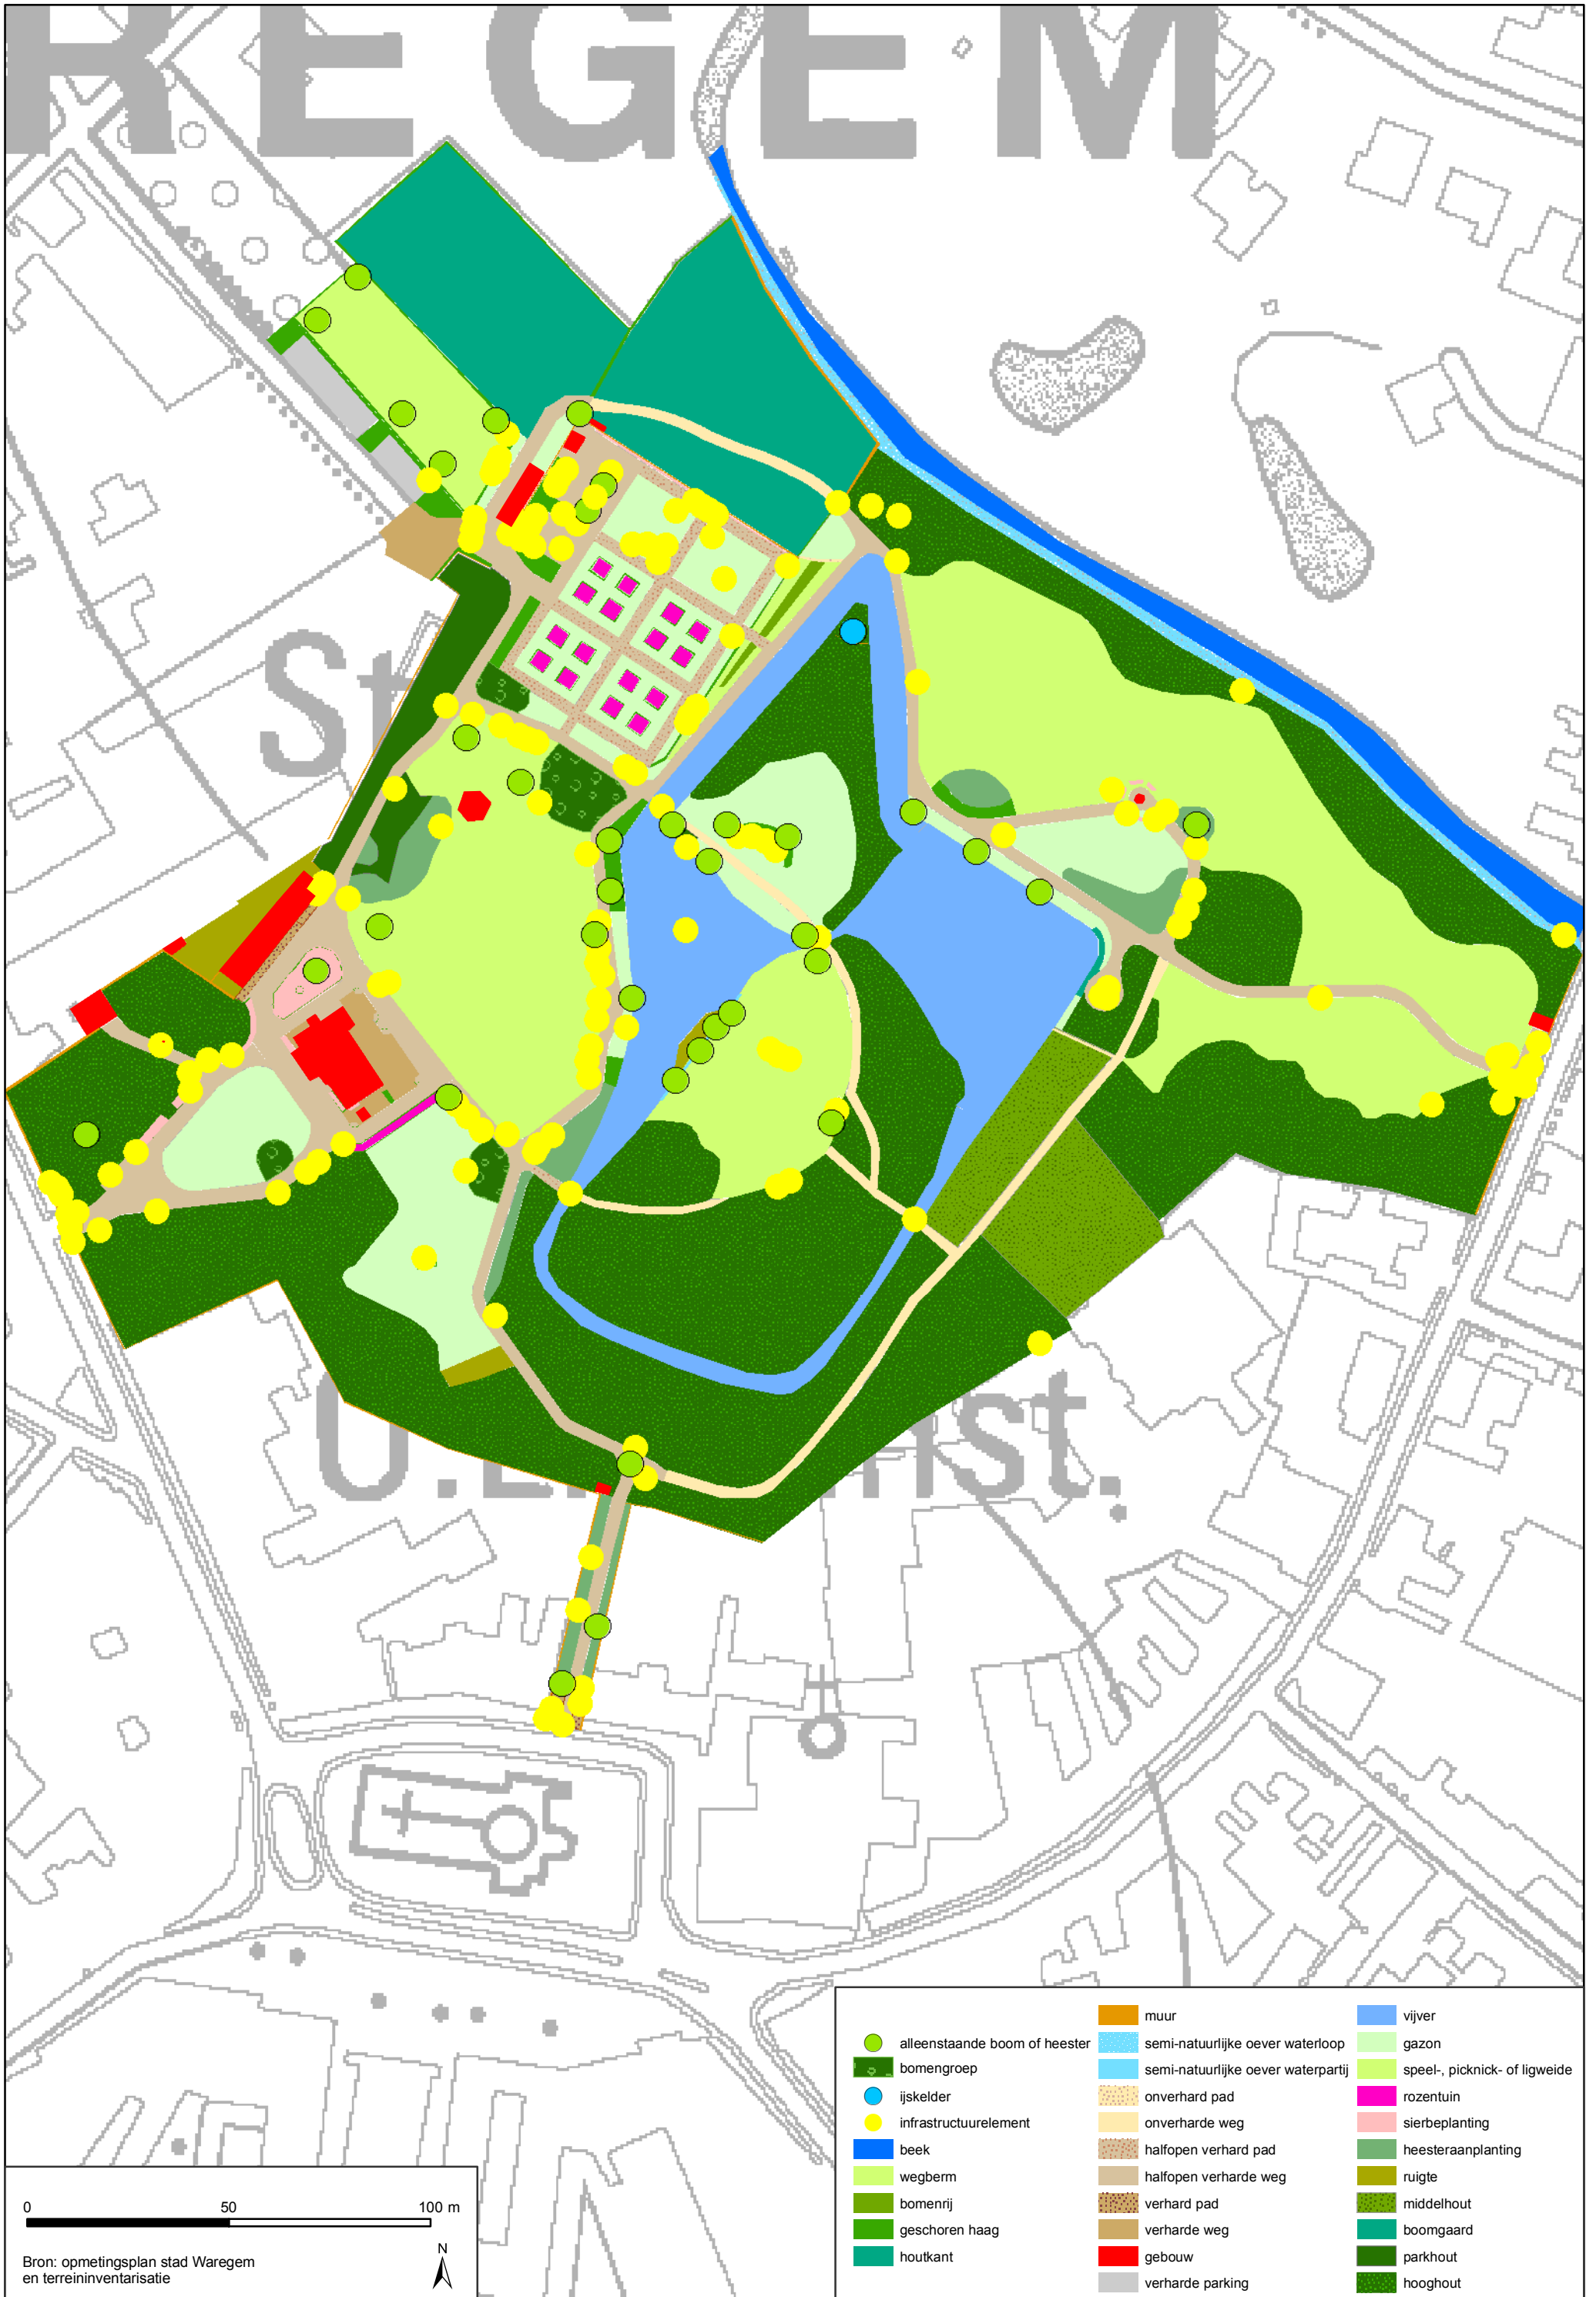 REGEM
St
U.L
st.
alleenstaande boom of heester
bomengroep
ijskelder
infrastructuurelement
beek
wegberm
bomenrij
geschoren haag
houtkant
muur
semi-natuurlijke oever waterloop
semi-natuurlijke oever waterpartij
onverhard pad
onverharde weg
halfopen verhard pad
halfopen verharde weg
verhard pad
verharde weg
gebouw
verharde parking
vijver
gazon
speel-, picknick- of ligweide
rozentuin
sierbeplanting
heesteraanplanting
ruigte
middelhout
boomgaard
parkhout
hooghout
0 50 100 m
Bron: opmetingsplan stad Waregem
en terreininventarisatie
N